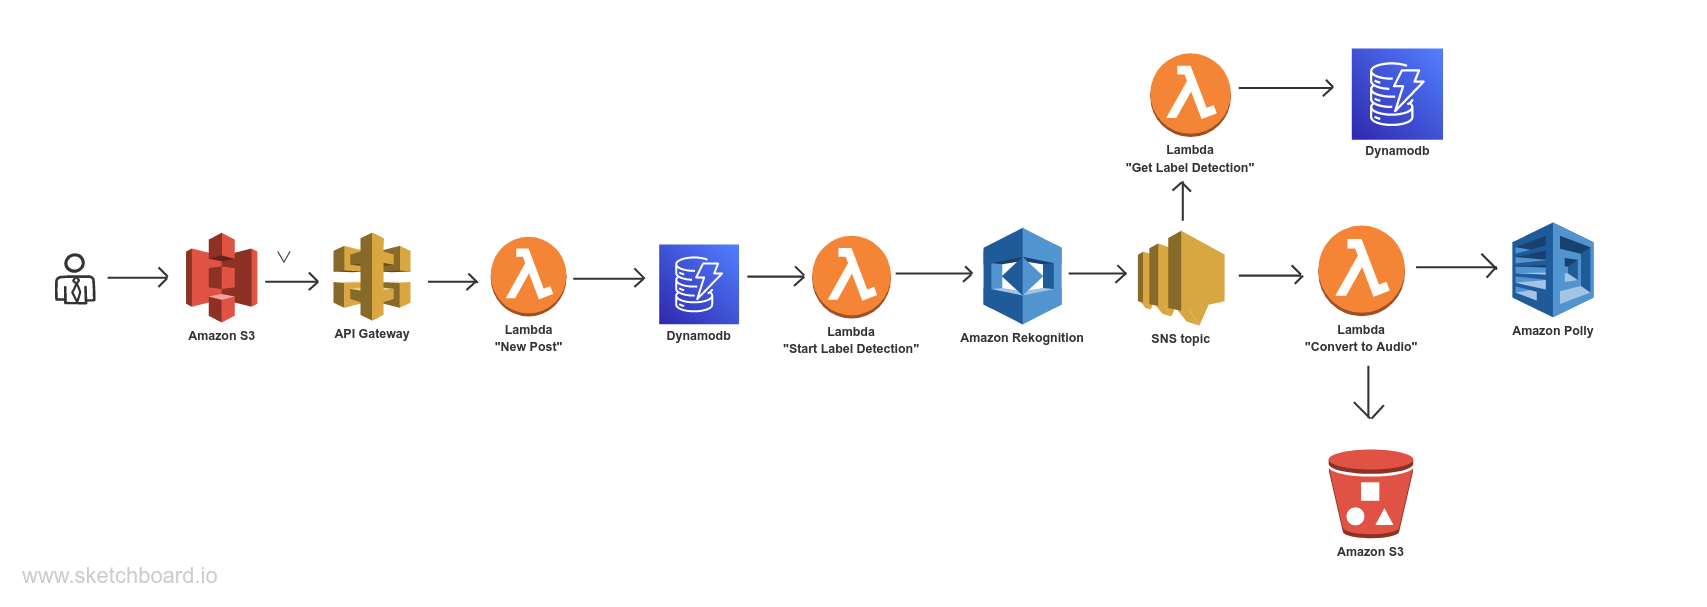 Lambda
"Get Label Detection"
Dynamodb
Amazon S3
API Gateway
Lambda
"New Post"
Dynamodb
Lambda
"Start Label Detection"
Amazon Rekognition
SNS topic
Lambda
"Convert to Audio"
Amazon Polly
Amazon S3
www.sketchboard.io